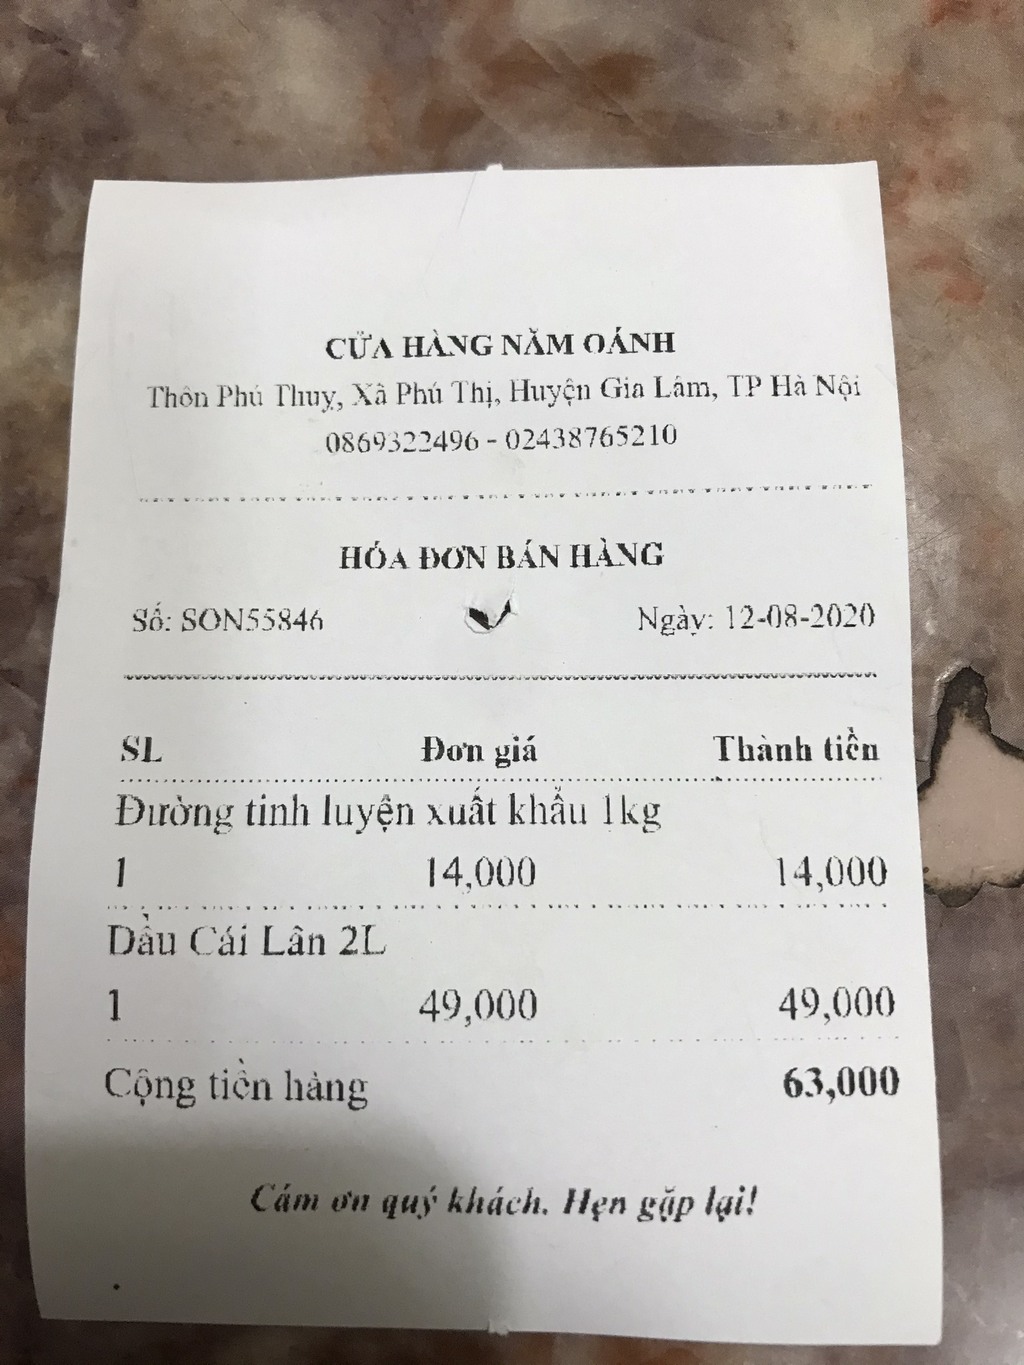 CỬA HÀNG NĂM OÁNH
Thôn Phú Thuỵ, Xã Phú Thị, Huyện Gia Lâm, TP Hà Nội
0869322496 - 02438765210
HÓA ĐƠN BÁN HÀNG
Số: SON55846 Ngày: 12-08-2020
SL Đơn giá Thành tiền
Đường tinh luyện xuất khẩu 1kg
1 14,000 14,000
Dầu Cái Lân 2L
1 49,000 49,000
Cộng tiền hàng 63,000
Cám ơn quý khách. Hẹn gặp lại!